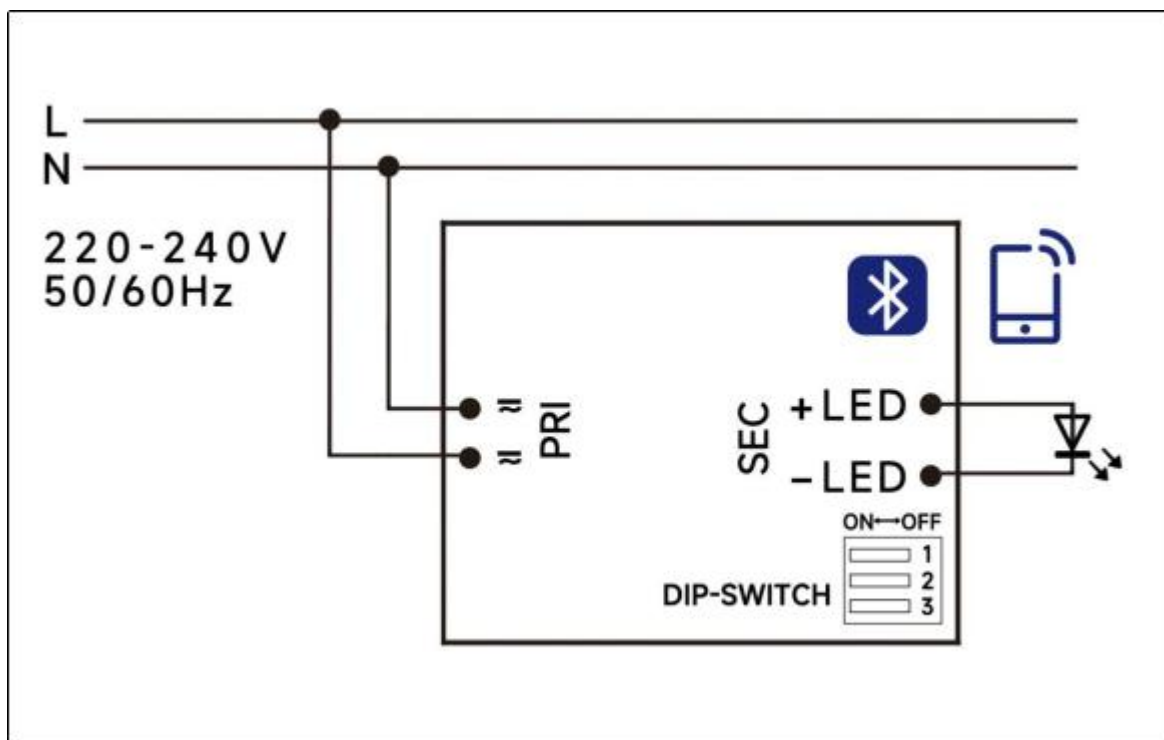 L
N
220-240V
50/60Hz
PRI
SEC
+LED
-LED
ON↔OFF
1
2
DIP-SWITCH
3